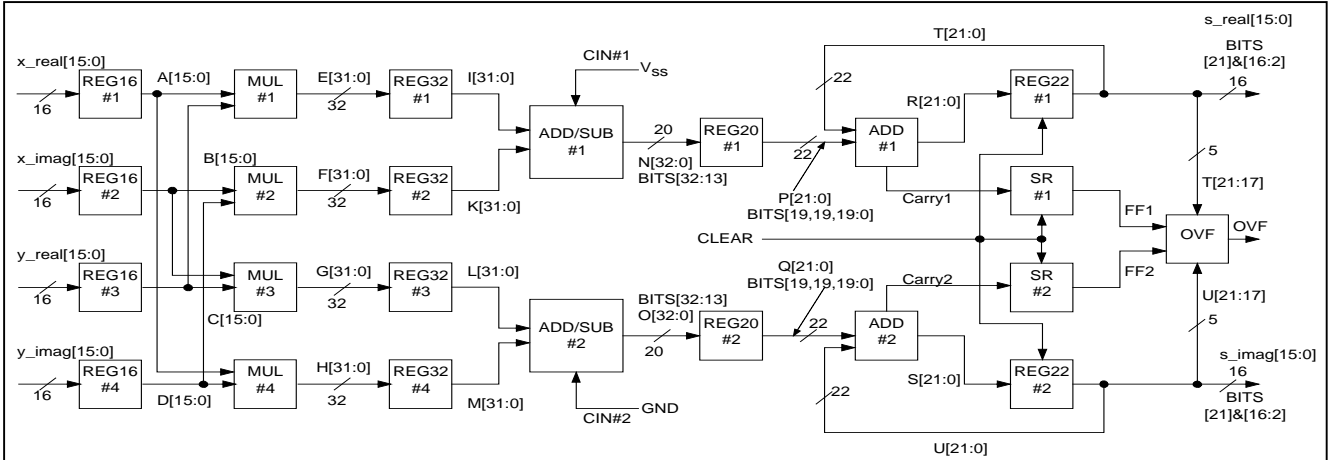 s_real[15:0]
T[21:0]
BITS
[21]&[16:2]
CIN#1
VSS
x_real[15:0]
REG16
#1
A[15:0]
MUL
#1
E[31:0]
32
REG32
#1
I[31:0]
22
R[21:0]
REG22
#1
16
16
ADD/SUB
#1
20
REG20
#1
22
ADD
#1
x_imag[15:0]
REG16
#2
B[15:0]
MUL
#2
F[31:0]
32
REG32
#2
K[31:0]
N[32:0]
BITS[32:13]
5
T[21:17]
16
P[21:0]
BITS[19,19,19:0]
Carry1
SR
#1
FF1
CLEAR
OVF
OVF
y_real[15:0]
REG16
#3
C[15:0]
MUL
#3
G[31:0]
32
REG32
#3
L[31:0]
Q[21:0]
BITS[19,19,19:0]
Carry2
SR
#2
FF2
16
BITS[32:13]
O[32:0]
U[21:17]
ADD/SUB
#2
20
REG20
#2
22
ADD
#2
5
y_imag[15:0]
REG16
#4
D[15:0]
MUL
#4
H[31:0]
32
REG32
#4
M[31:0]
S[21:0]
REG22
#2
s_imag[15:0]
16
16
BITS
[21]&[16:2]
CIN#2
GND
22
U[21:0]